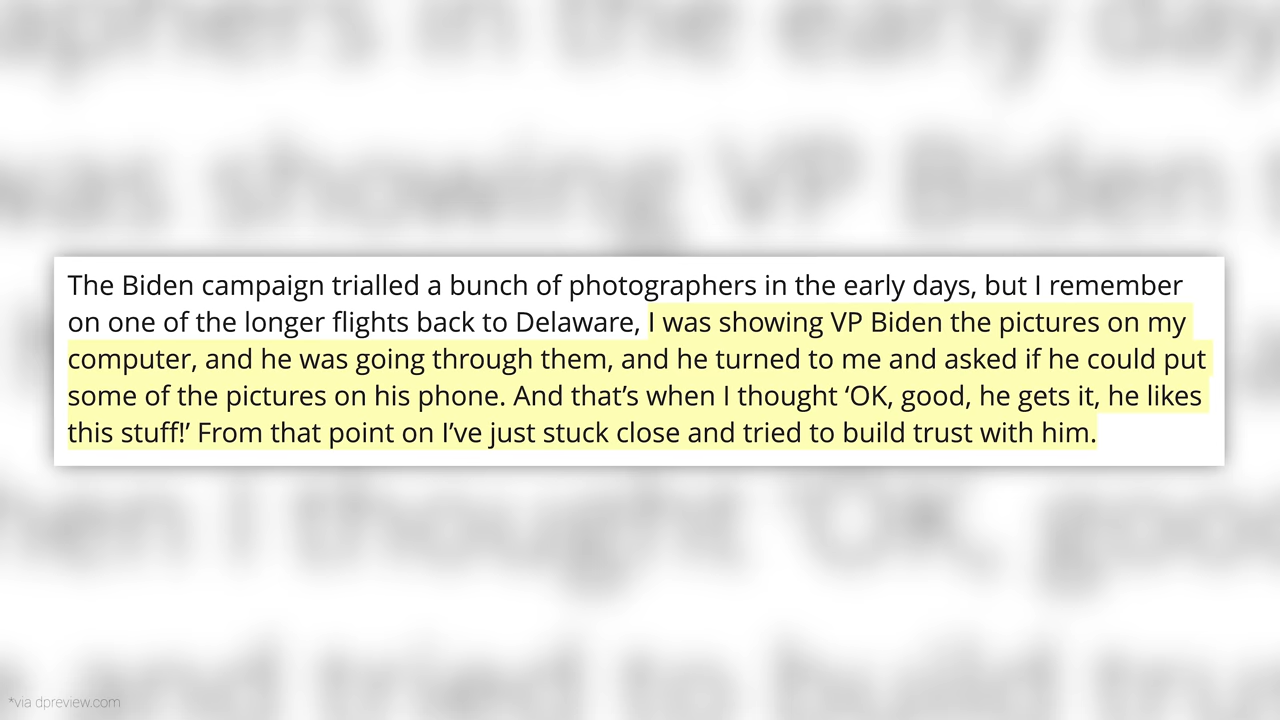 The Biden campaign trialled a bunch of photographers in the early days, but I remember
on one of the longer flights back to Delaware, I was showing VP Biden the pictures on my
computer, and he was going through them, and he turned to me and asked if he could put
some of the pictures on his phone. And that’s when I thought ‘OK, good, he gets it, he likes
this stuff!’ From that point on I’ve just stuck close and tried to build trust with him.
*via dpreview.com